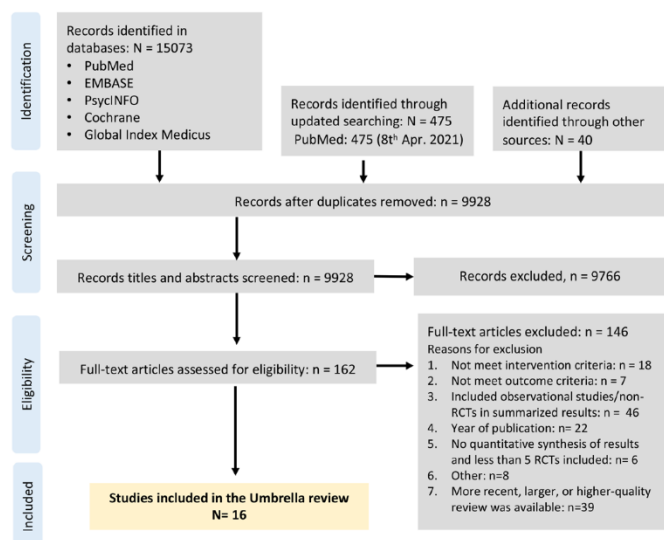 Identification
Records identified in
databases: N = 15073
• PubMed
• EMBASE
• PsycINFO
• Cochrane
• Global Index Medicus
Records identified through
updated searching: N = 475
PubMed: 475 (8th Apr. 2021)
Additional records
identified through other
sources: N = 40
Screening
Records after duplicates removed: n = 9928
Records titles and abstracts screened: n = 9928
Records excluded, n = 9766
Eligibility
Full-text articles assessed for eligibility: n = 162
Full-text articles excluded: n = 146
Reasons for exclusion
1. Not meet intervention criteria: n = 18
2. Not meet outcome criteria: n = 7
3. Included observational studies/non-
RCTs in summarized results: n = 46
4. Year of publication: n= 22
5. No quantitative synthesis of results
and less than 5 RCTs included: n= 6
6. Other: n=8
7. More recent, larger, or higher-quality
review was available: n=39
Included
Studies included in the Umbrella review
N= 16